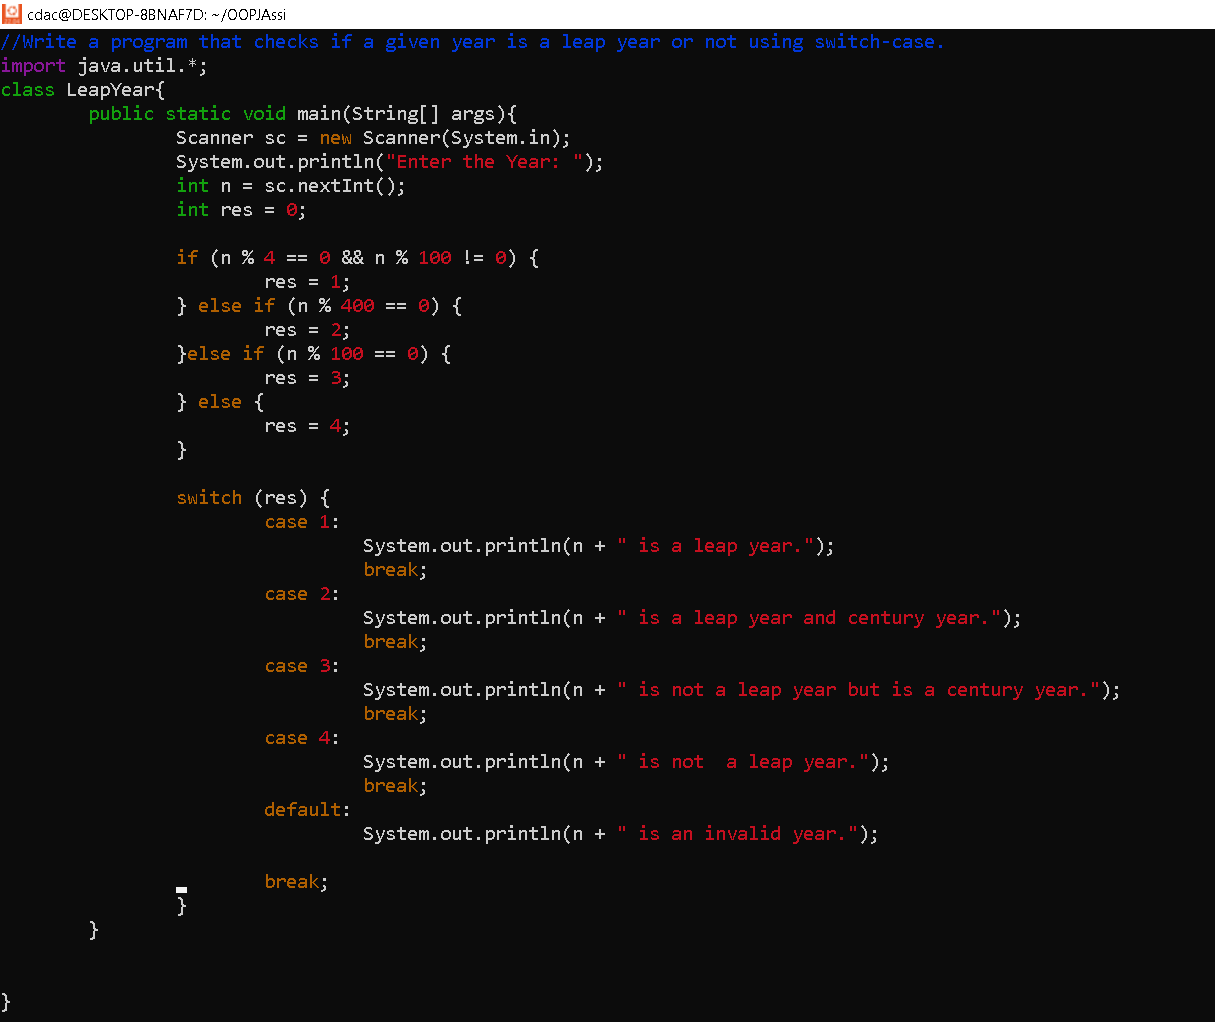 cdac@DESKTOP-8BNAF7D: ~/OOPJAssi
//Write a program that checks if a given year is a leap year or not using switch-case.
import java.util.*;
class LeapYear{
        public static void main(String[] args){
                Scanner sc = new Scanner(System.in);
                System.out.println("Enter the Year: ");
                int n = sc.nextInt();
                int res = 0;

                if (n % 4 == 0 && n % 100 != 0) {
                        res = 1;
                } else if (n % 400 == 0) {
                        res = 2;
                }else if (n % 100 == 0) {
                        res = 3;
                } else {
                        res = 4;
                }

                switch (res) {
                        case 1:
                                 System.out.println(n + " is a leap year.");
                                 break;
                        case 2:
                                 System.out.println(n + " is a leap year and century year.");
                                 break;
                        case 3:
                                 System.out.println(n + " is not a leap year but is a century year.");
                                 break;
                        case 4:
                                 System.out.println(n + " is not  a leap year.");
                                 break;
                        default:
                                 System.out.println(n + " is an invalid year.");

                        break;
                }
        }

}